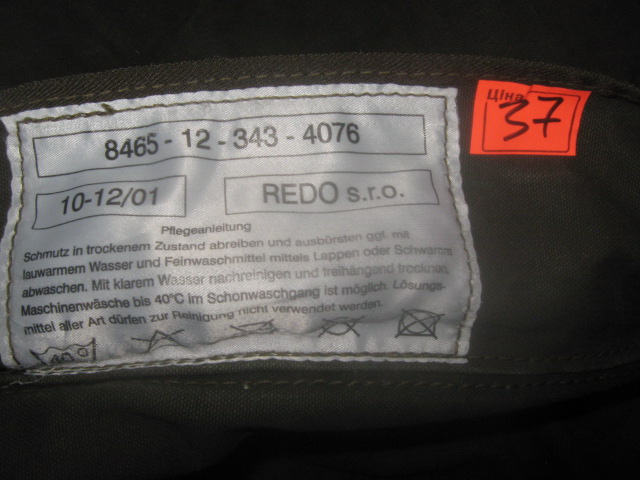 8465 - 12 - 343 - 4076
10-12/01
REDO s.r.o.
Pflegeanleitung
Schmutz in trockenem Zustand abreiben und ausbürsten ggf. mit
lauwarmem Wasser und Feinwaschmittel mittels Lappen oder Schwamm
abwaschen. Mit klarem Wasser nachreinigen und freihängend trocknen.
Maschinenwäsche bis 40°C im Schonwaschgang ist möglich. Lösungs-
mittel aller Art dürfen zur Reinigung nicht verwendet werden.
Ціна
37